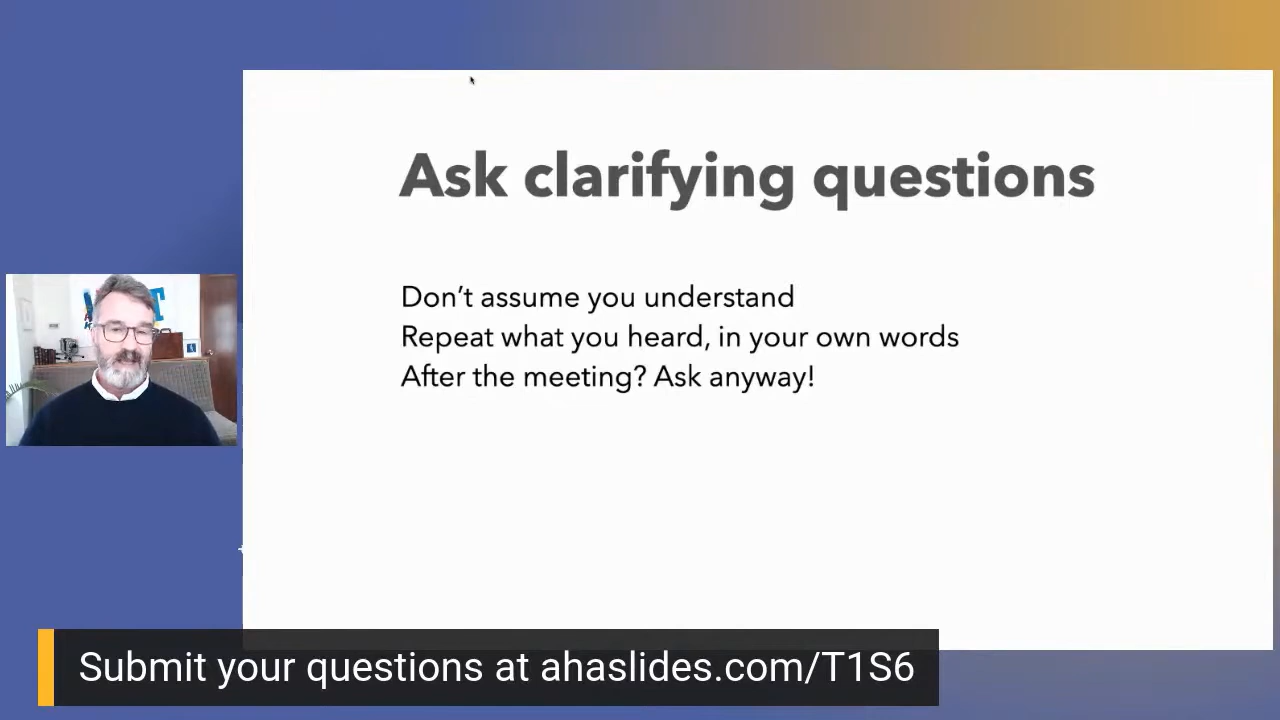 Ask clarifying questions
Don’t assume you understand
Repeat what you heard, in your own words
After the meeting? Ask anyway!
Submit your questions at ahaslides.com/T1S6